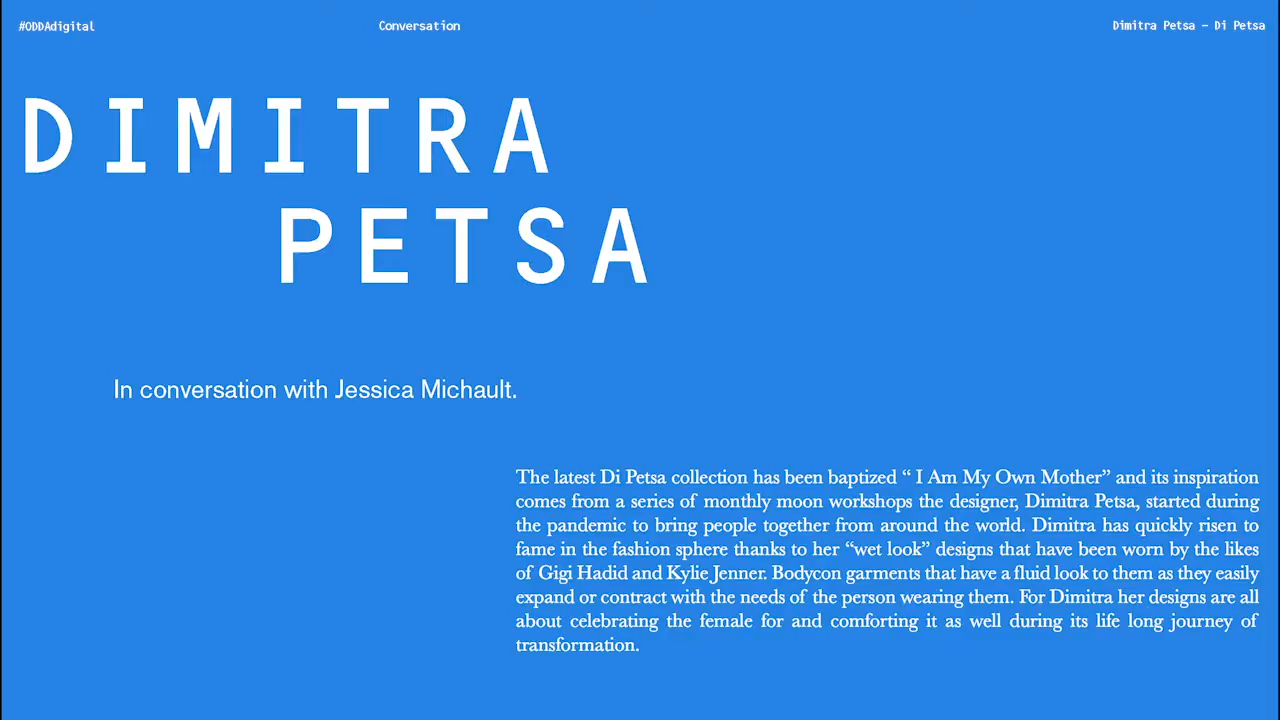 #ODDAdigital
Conversation
Dimitra Petsa – Di Petsa
DIMITRA
PETSA
In conversation with Jessica Michault.
The latest Di Petsa collection has been baptized “ I Am My Own Mother” and its inspiration
comes from a series of monthly moon workshops the designer, Dimitra Petsa, started during
the pandemic to bring people together from around the world. Dimitra has quickly risen to
fame in the fashion sphere thanks to her “wet look” designs that have been worn by the likes
of Gigi Hadid and Kylie Jenner. Bodycon garments that have a fluid look to them as they easily
expand or contract with the needs of the person wearing them. For Dimitra her designs are all
about celebrating the female for and comforting it as well during its life long journey of
transformation.